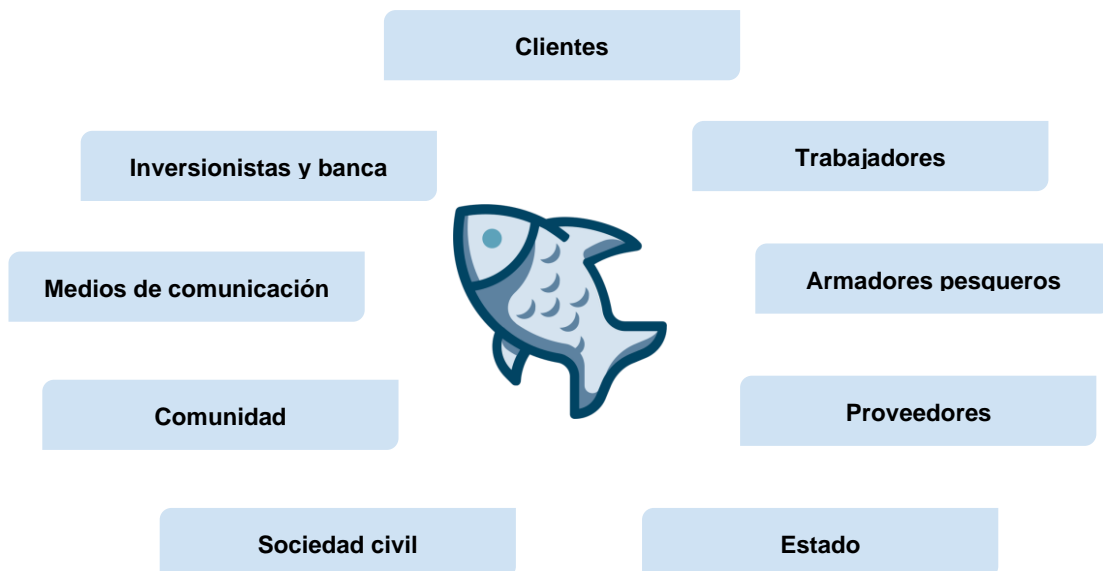 Clientes
Inversionistas y banca
Trabajadores
Medios de comunicación
Armadores pesqueros
Comunidad
Proveedores
Sociedad civil
Estado